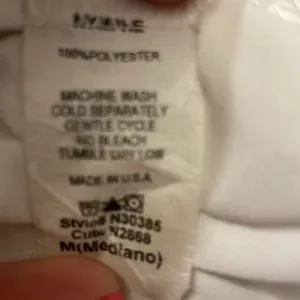 100%POLYESTER
MACHINE WASH
COLD SEPARATELY
GENTLE CYCLE
NO BLEACH
TUMBLE DRY LOW
MADE IN U.S.A
Style# N30385
Cut# N2868
M(Mediano)